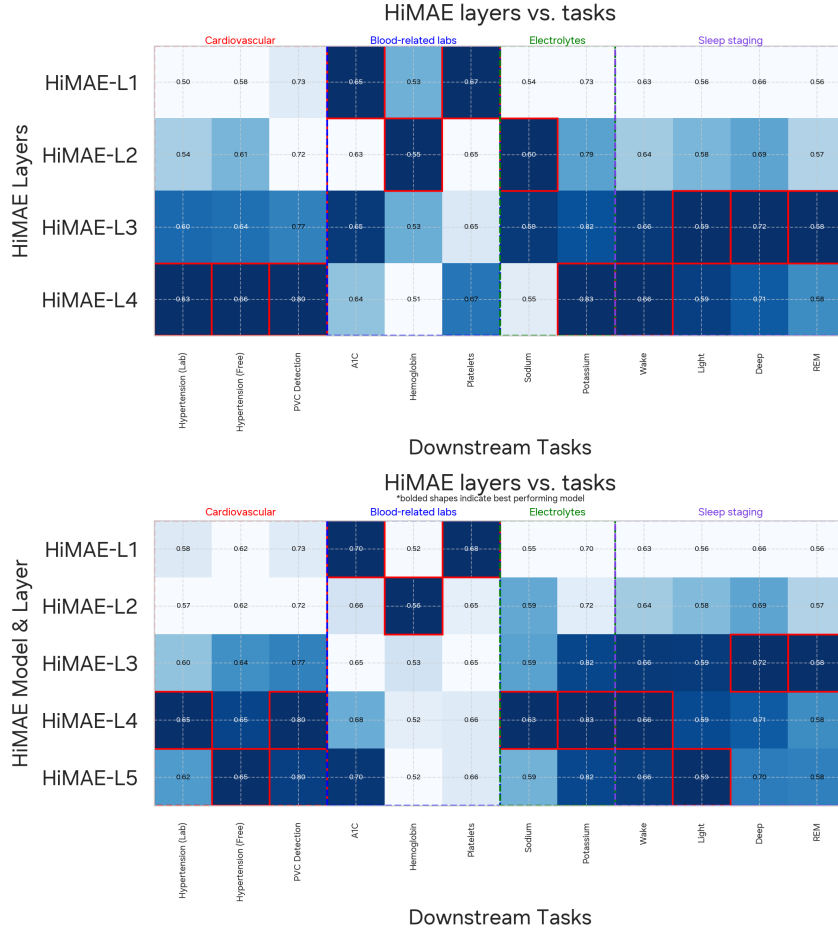 HiMAE layers vs. tasks
Cardiovascular Blood-related labs Electrolytes Sleep staging
HiMAE-L1 0.50 0.58 0.73 0.65 0.53 0.67 0.54 0.73 0.63 0.56 0.66 0.56
HiMAE-L2 0.54 0.61 0.72 0.63 0.55 0.65 0.60 0.79 0.64 0.58 0.69 0.57
HiMAE-L3 0.60 0.64 0.77 0.65 0.53 0.65 0.59 0.82 0.66 0.59 0.72 0.58
HiMAE-L4 0.63 0.66 0.80 0.64 0.51 0.67 0.55 0.83 0.66 0.59 0.71 0.58
HiMAE Layers
Hypertension (Lab) Hypertension (Free) PVC Detection A1C Hemoglobin Platelets Sodium Potassium Wake Light Deep REM
Downstream Tasks
HiMAE layers vs. tasks
*bolded shapes indicate best performing model
Cardiovascular Blood-related labs Electrolytes Sleep staging
HiMAE-L1 0.58 0.62 0.73 0.70 0.52 0.68 0.55 0.70 0.63 0.56 0.66 0.56
HiMAE-L2 0.57 0.62 0.72 0.66 0.56 0.65 0.59 0.72 0.64 0.58 0.69 0.57
HiMAE-L3 0.60 0.64 0.77 0.65 0.53 0.65 0.59 0.82 0.66 0.59 0.72 0.58
HiMAE-L4 0.65 0.65 0.80 0.68 0.52 0.66 0.63 0.83 0.66 0.59 0.71 0.58
HiMAE-L5 0.62 0.65 0.80 0.70 0.52 0.66 0.59 0.82 0.66 0.59 0.70 0.58
HiMAE Model & Layer
Hypertension (Lab) Hypertension (Free) PVC Detection A1C Hemoglobin Platelets Sodium Potassium Wake Light Deep REM
Downstream Tasks